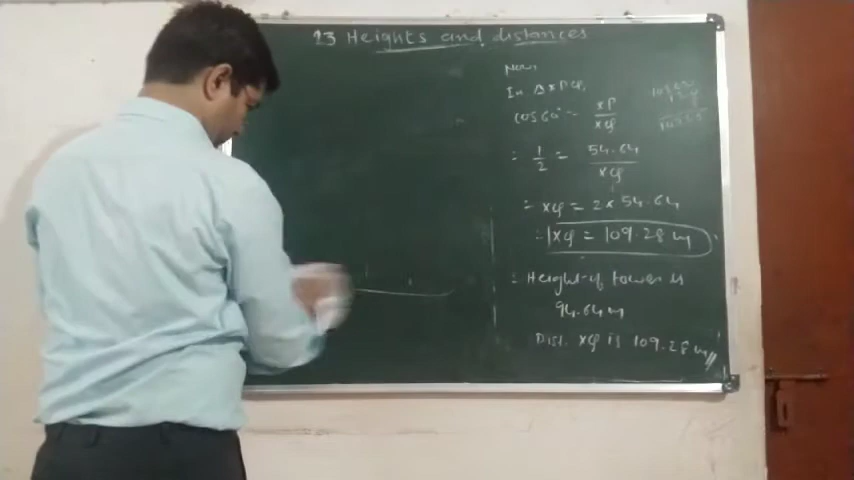 23 Heights and distances
Now,
In Δ XPQ,
cos 60° = XP / XQ
= 1/2 = 54.64 / XQ
∴ XQ = 2 × 54.64
∴ XQ = 109.28 m
∴ Height of tower is
94.64 m
Dist. XQ is 109.28 m //